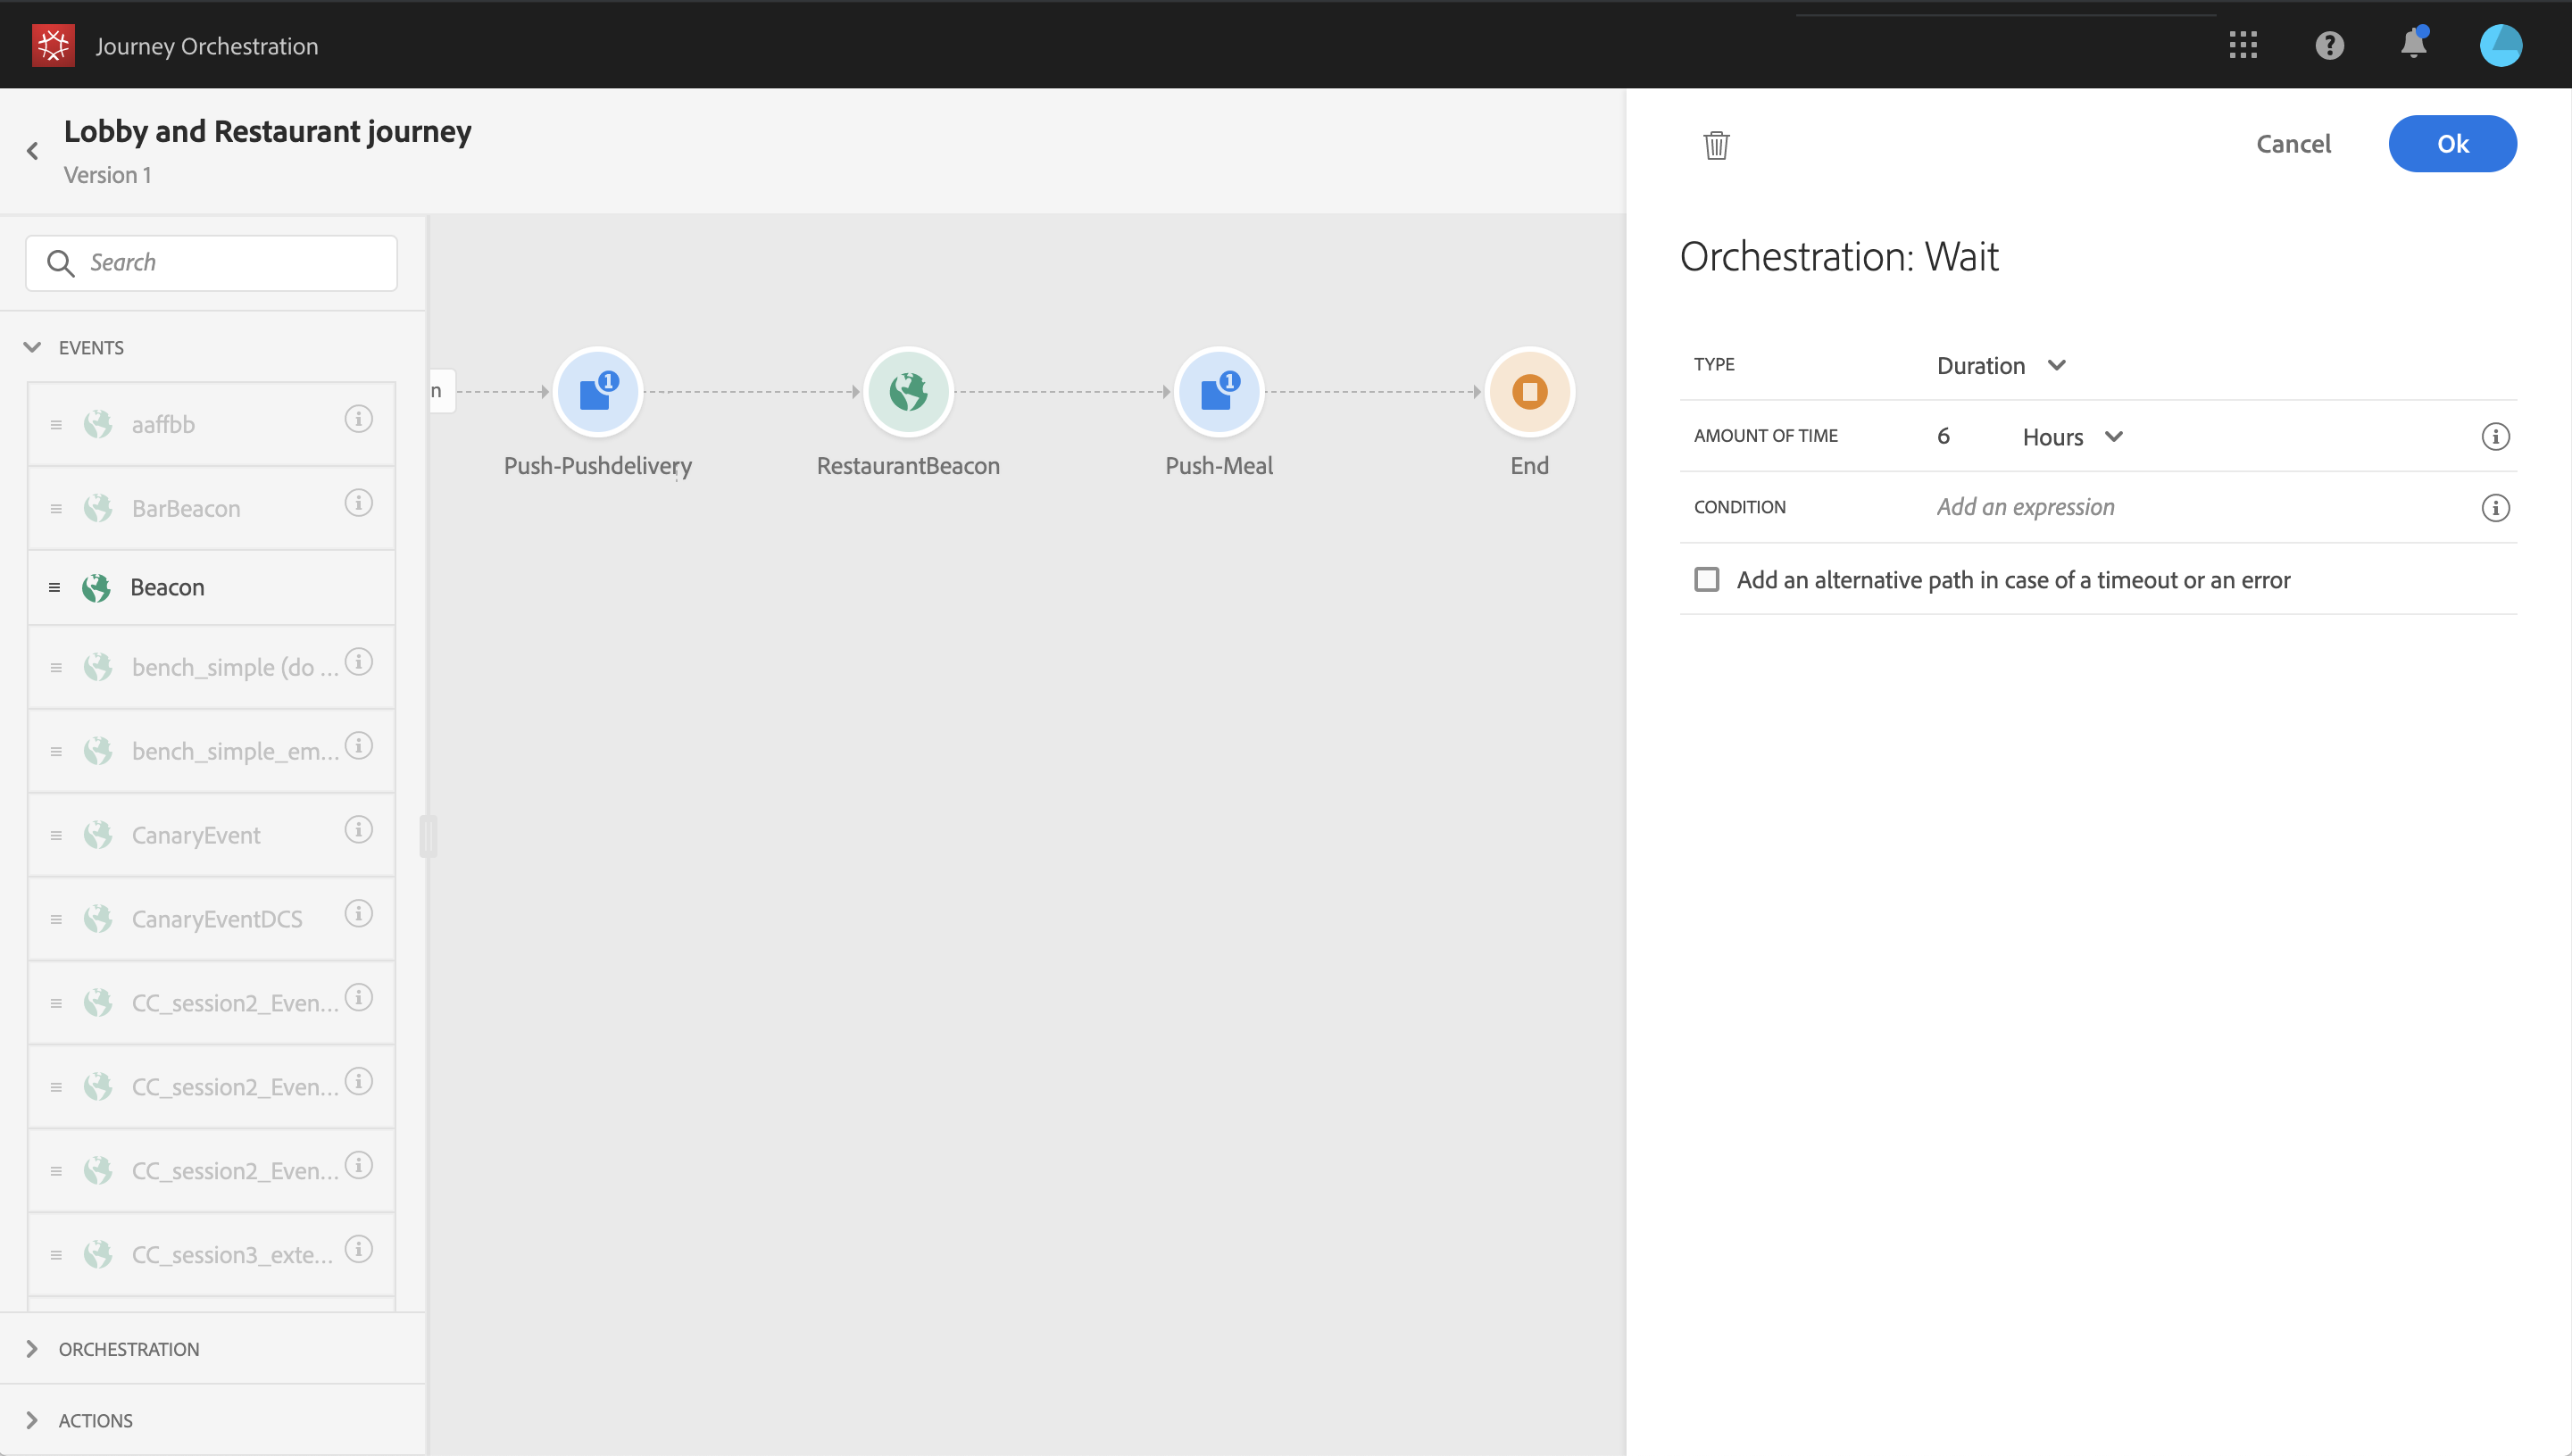 Journey Orchestration
Lobby and Restaurant journey
Version 1
Cancel
Ok
Search
EVENTS
aaffbb
BarBeacon
Beacon
bench_simple (do ...
bench_simple_em...
CanaryEvent
CanaryEventDCS
CC_session2_Even...
CC_session2_Even...
CC_session2_Even...
CC_session3_exte...
ORCHESTRATION
ACTIONS
n
1
1
Push-Pushdelivery
RestaurantBeacon
Push-Meal
End
Orchestration: Wait
TYPE
Duration
AMOUNT OF TIME
6
Hours
CONDITION
Add an expression
Add an alternative path in case of a timeout or an error